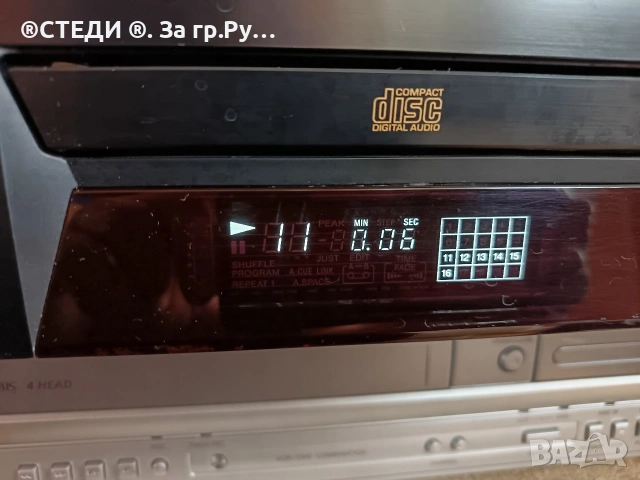 ®СТЕДИ ®. За гр.Ру...
COMPACT
disc
DIGITAL AUDIO
PEAK MIN STEP SEC
11 0.06
SHUFFLE JUST EDIT TIME
PROGRAM A.CUE LINK A-B FADE
REPEAT 1 A.SPACE
11 12 13 14 15
16
4 HEAD
BAZAR